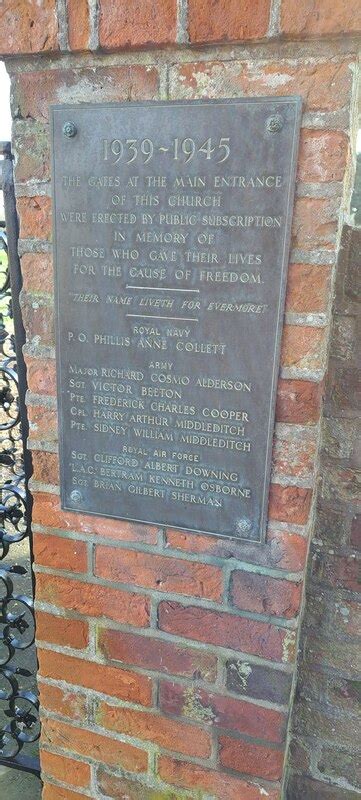 1939~1945
THE GATES AT THE MAIN ENTRANCE
OF THIS CHURCH
WERE ERECTED BY PUBLIC SUBSCRIPTION
IN MEMORY OF
THOSE WHO GAVE THEIR LIVES
FOR THE CAUSE OF FREEDOM.
"THEIR NAME LIVETH FOR EVERMORE"
ROYAL NAVY
P.O. PHILLIS ANNE COLLETT
ARMY
MAJOR RICHARD COSMO ALDERSON
SGT. VICTOR BEETON
PTE. FREDERICK CHARLES COOPER
CPL. HARRY ARTHUR MIDDLEDITCH
PTE. SIDNEY WILLIAM MIDDLEDITCH
ROYAL AIR FORCE
SGT. CLIFFORD ALBERT DOWNING
L.A.C. BERTRAM KENNETH OSBORNE
SGT. BRIAN GILBERT SHERMAN